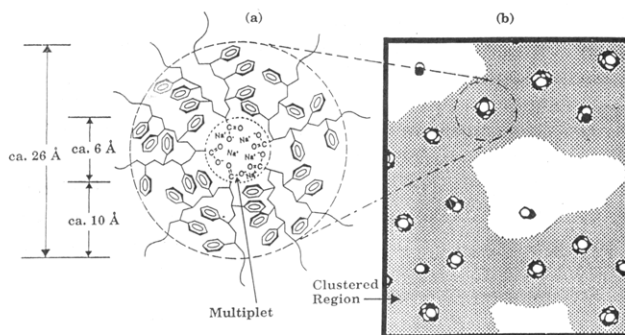 (a)
(b)
ca. 26 Å
ca. 6 Å
ca. 10 Å
Multiplet
Clustered
Region